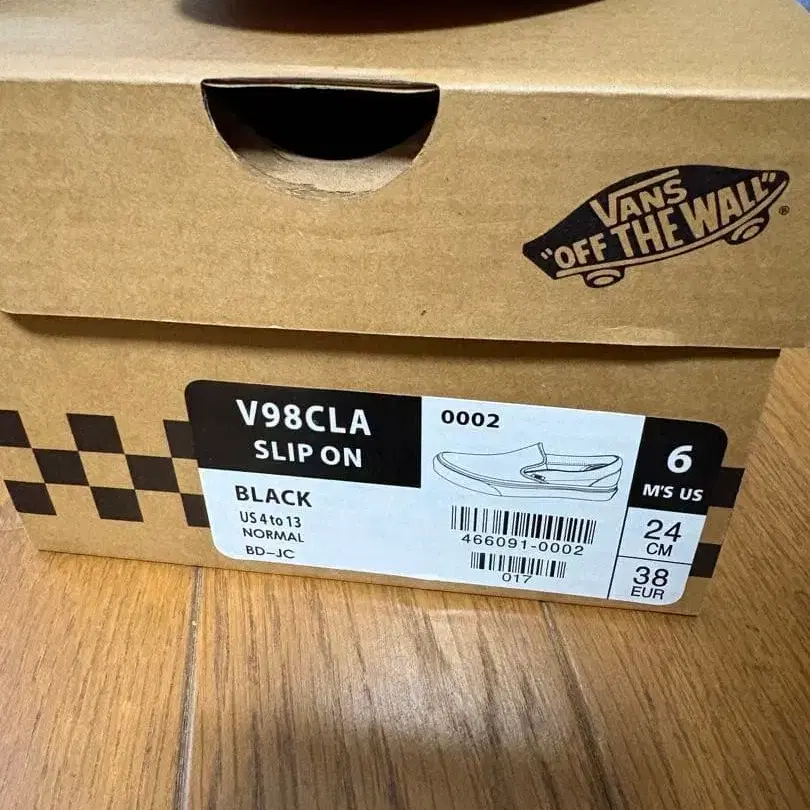 VANS
"OFF THE WALL"
®
V98CLA
SLIP ON
0002
6
M'S US
BLACK
US 4 to 13
NORMAL
BD-JC
466091-0002
017
24
CM
38
EUR